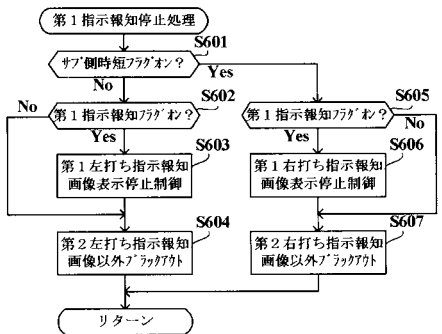 第1指示報知停止処理
S601
ｻﾌﾞ側時短ﾌﾗｸﾞオン?
Yes
No
S602
第1指示報知ﾌﾗｸﾞオン?
No
Yes
S603
第1左打ち指示報知
画像表示停止制御
S604
第2左打ち指示報知
画像以外ﾌﾞﾗｯｸｱｳﾄ
S605
第1指示報知ﾌﾗｸﾞオン?
Yes
No
S606
第1右打ち指示報知
画像表示停止制御
S607
第2右打ち指示報知
画像以外ﾌﾞﾗｯｸｱｳﾄ
リターン